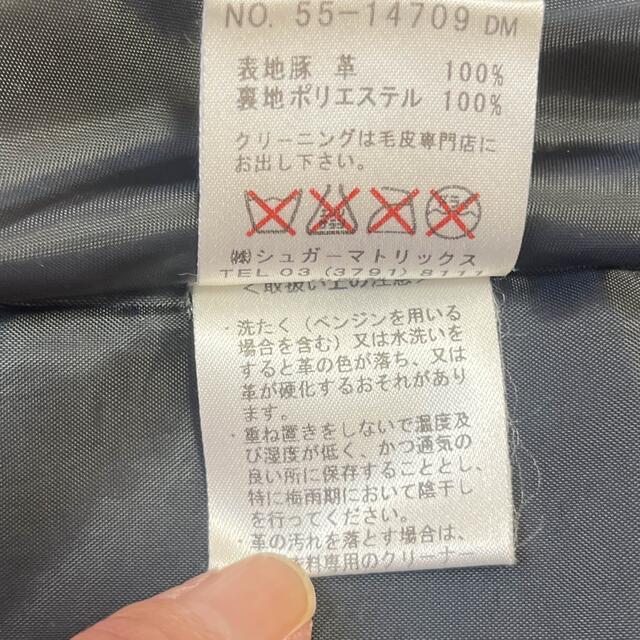 NO. 55-14709 DM
表地豚 革 100%
裏地ポリエステル 100%
クリーニングは毛皮専門店に
お出し下さい。
㈱シュガーマトリックス
TEL 03 (3791) 8111
<取扱い上の注意>
・洗たく（ベンジンを用いる
場合を含む）又は水洗いを
すると革の色が落ち、又は
革が硬化するおそれがあり
ます。
・重ね置きをしないで温度及
び湿度が低く、かつ通気の
良い所に保存することとし、
特に梅雨期において陰干し
を行ってください。
・革の汚れを落とす場合は、
料専用のクリーナー